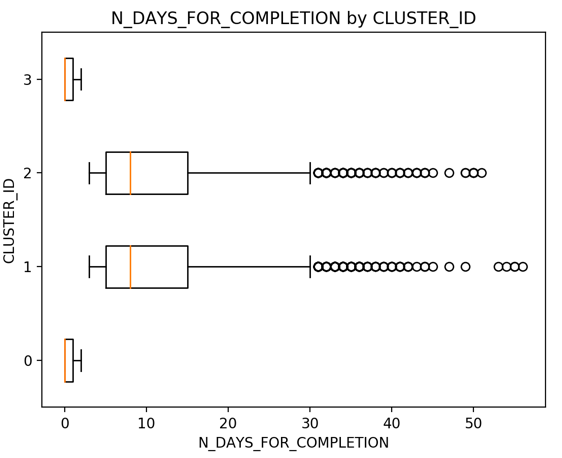 N_DAYS_FOR_COMPLETION by CLUSTER_ID
CLUSTER_ID
3
2
1
0
0 10 20 30 40 50
N_DAYS_FOR_COMPLETION